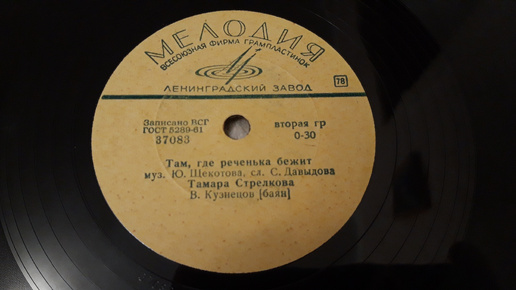 МЕЛОДИЯ
ВСЕСОЮЗНАЯ ФИРМА ГРАМПЛАСТИНОК
78
ЛЕНИНГРАДСКИЙ ЗАВОД
Записано ВСГ
ГОСТ 5289-61
37083
вторая гр
0-30
Там, где реченька бежит
муз. Ю. Щекотова, сл. С. Давыдова
Тамара Стрелкова
В. Кузнецов [баян]